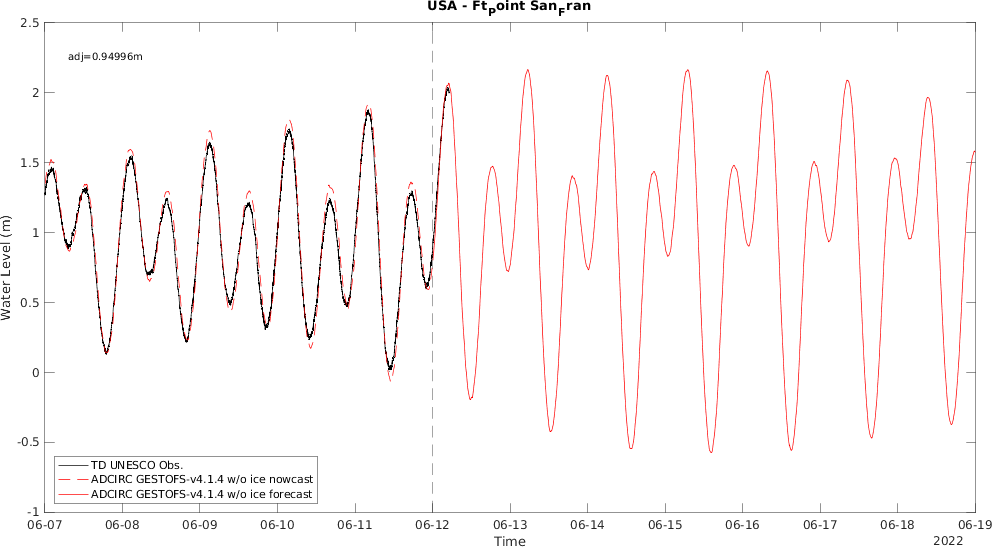 USA - FtPoint SanFran
adj=0.94996m
2.5
2
1.5
1
0.5
0
-0.5
-1
Water Level (m)
TD UNESCO Obs.
ADCIRC GESTOFS-v4.1.4 w/o ice nowcast
ADCIRC GESTOFS-v4.1.4 w/o ice forecast
06-07 06-08 06-09 06-10 06-11 06-12 06-13 06-14 06-15 06-16 06-17 06-18 06-19
Time
2022